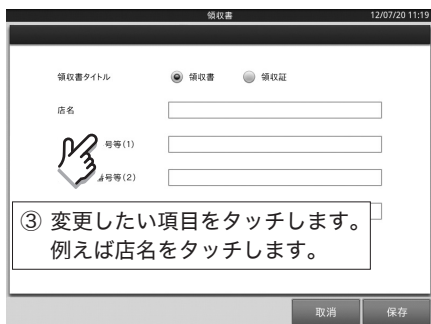 領収書 12/07/20 11:19
領収書タイトル 領収書 領収証
店名
号等(1)
号等(2)
③ 変更したい項目をタッチします。
例えば店名をタッチします。
取消 保存